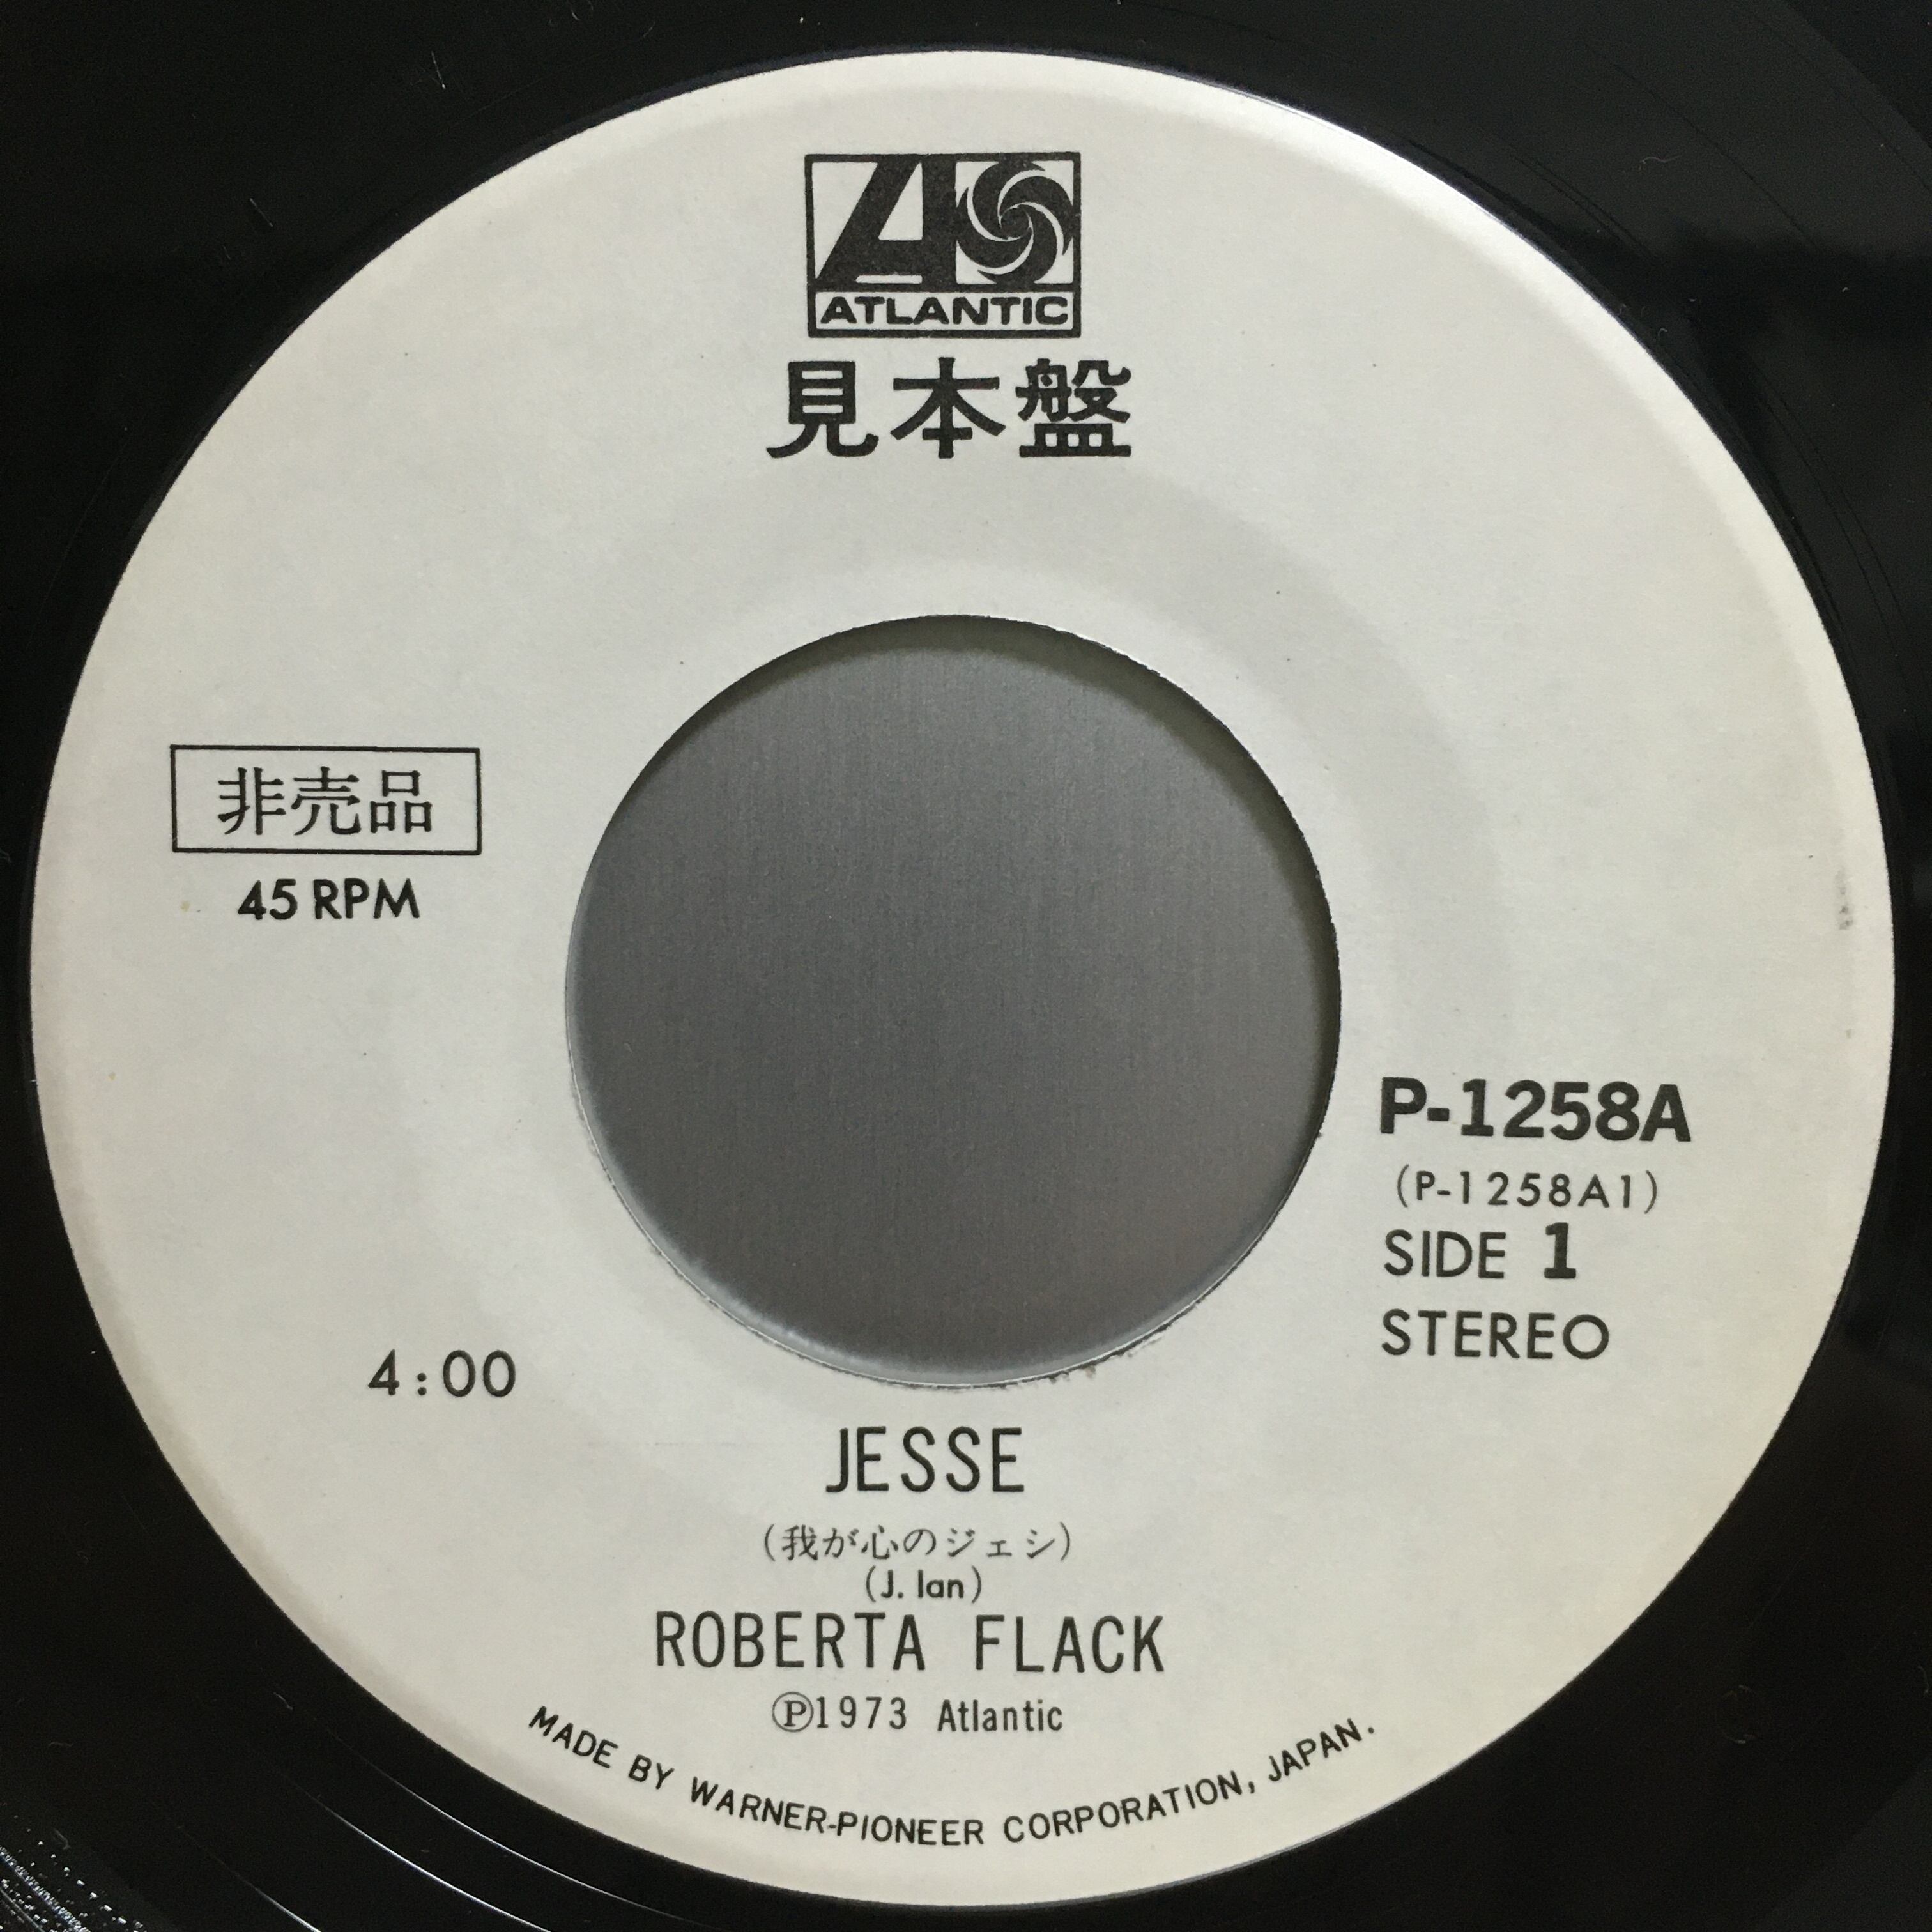 ATLANTIC
見本盤
非売品
45 RPM
P-1258A
(P-1258A1)
SIDE 1
STEREO
4:00
JESSE
(我が心のジェシ)
(J. Ian)
ROBERTA FLACK
Ⓟ1973 Atlantic
MADE BY WARNER-PIONEER CORPORATION, JAPAN.